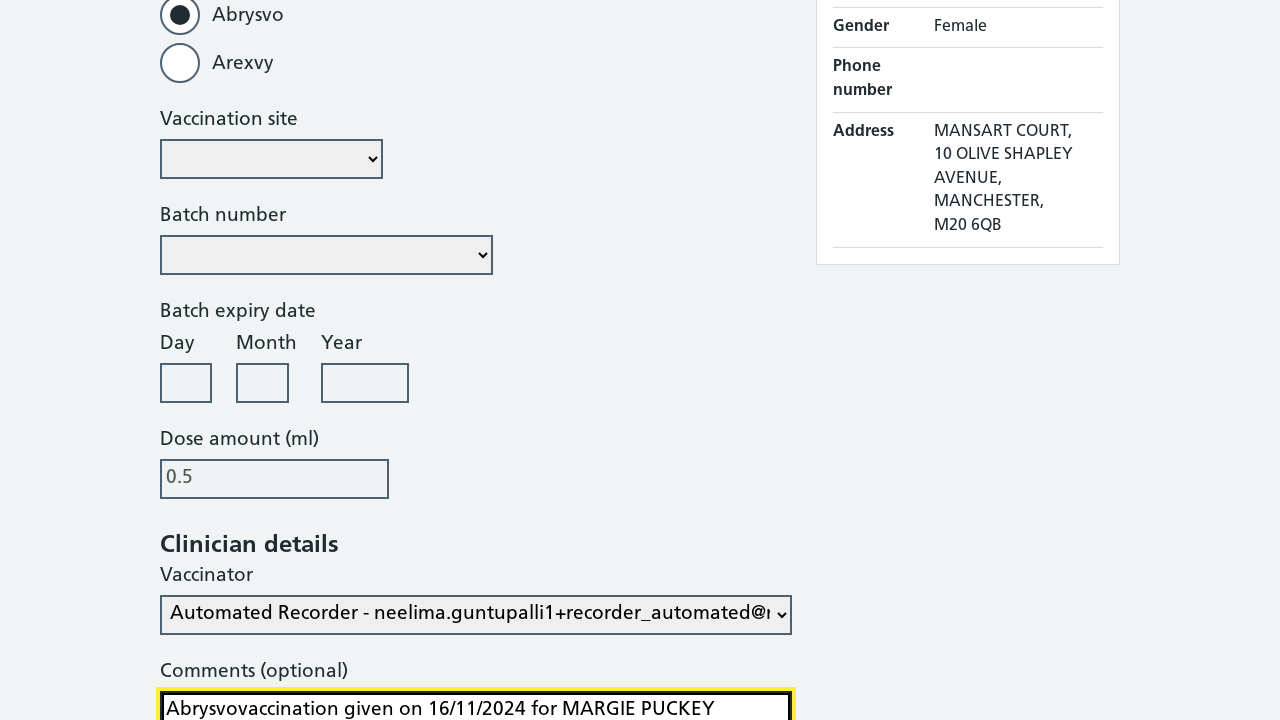 Abrysvo
Arexvy
Vaccination site
Batch number
Batch expiry date
Day Month Year
Dose amount (ml)
0.5
Clinician details
Vaccinator
Automated Recorder - neelima.guntupalli1+recorder_automated@
Comments (optional)
Abrysvovaccination given on 16/11/2024 for MARGIE PUCKEY
Gender Female
Phone
number
Address MANSART COURT,
10 OLIVE SHAPLEY
AVENUE,
MANCHESTER,
M20 6QB